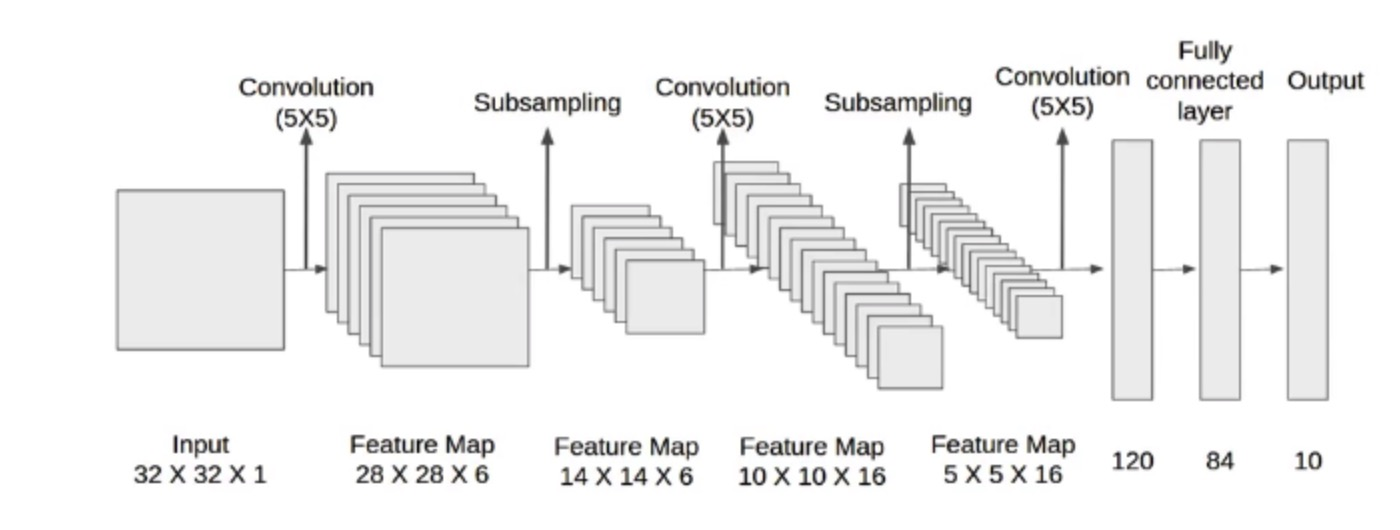 Convolution
(5X5)
Subsampling
Convolution
(5X5)
Subsampling
Convolution
(5X5)
Fully
connected
layer
Output
Input
32 X 32 X 1
Feature Map
28 X 28 X 6
Feature Map
14 X 14 X 6
Feature Map
10 X 10 X 16
Feature Map
5 X 5 X 16
120
84
10